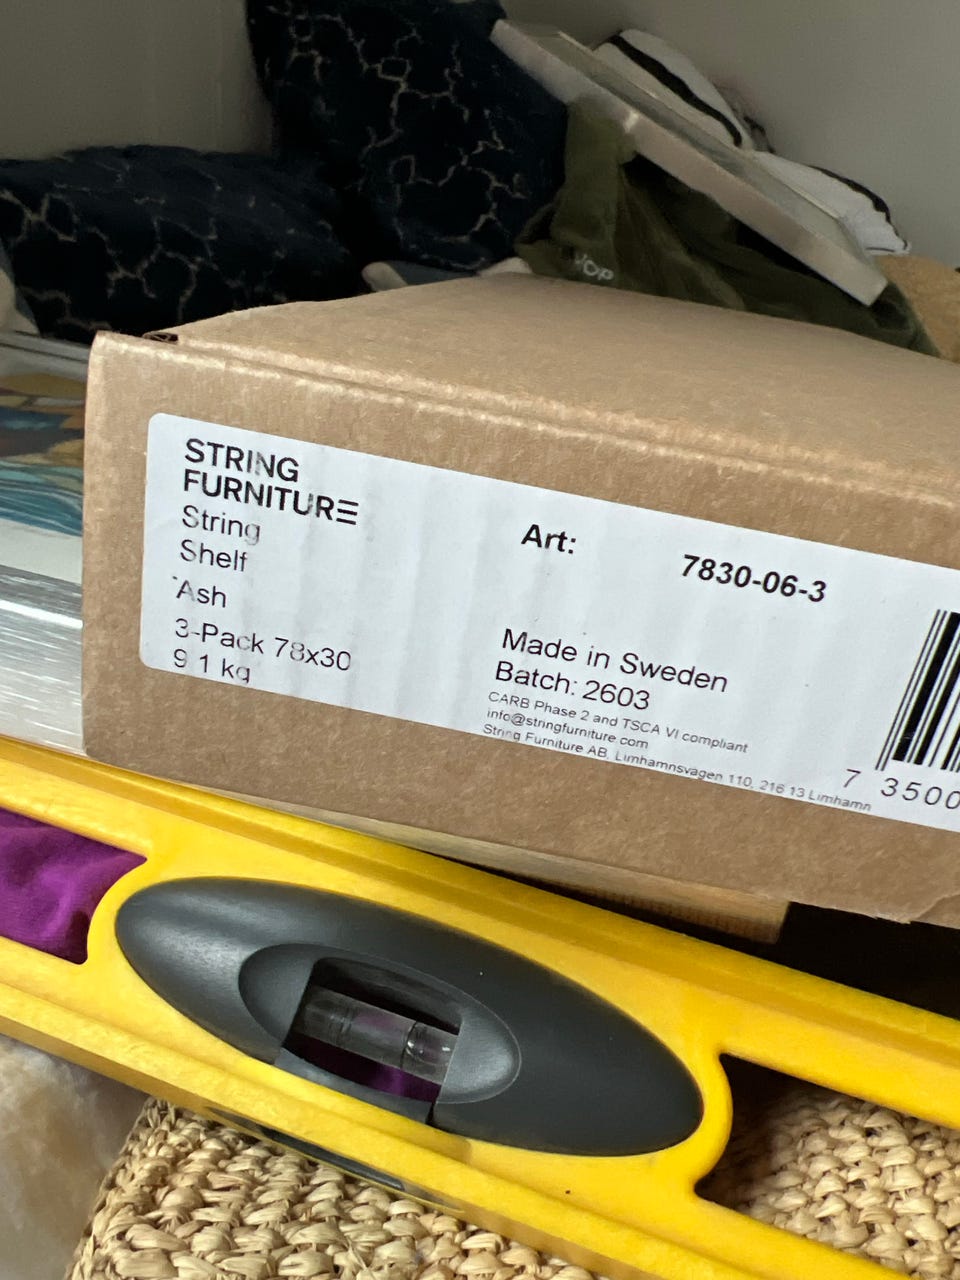 STRING
FURNITURE
String
Shelf
Ash
3-Pack 78x30
9.1 kg
Art: 7830-06-3
Made in Sweden
Batch: 2603
CARB Phase 2 and TSCA VI compliant
info@stringfurniture.com
String Furniture AB, Limhamnsvägen 110, 216 13 Limhamn
7 3500